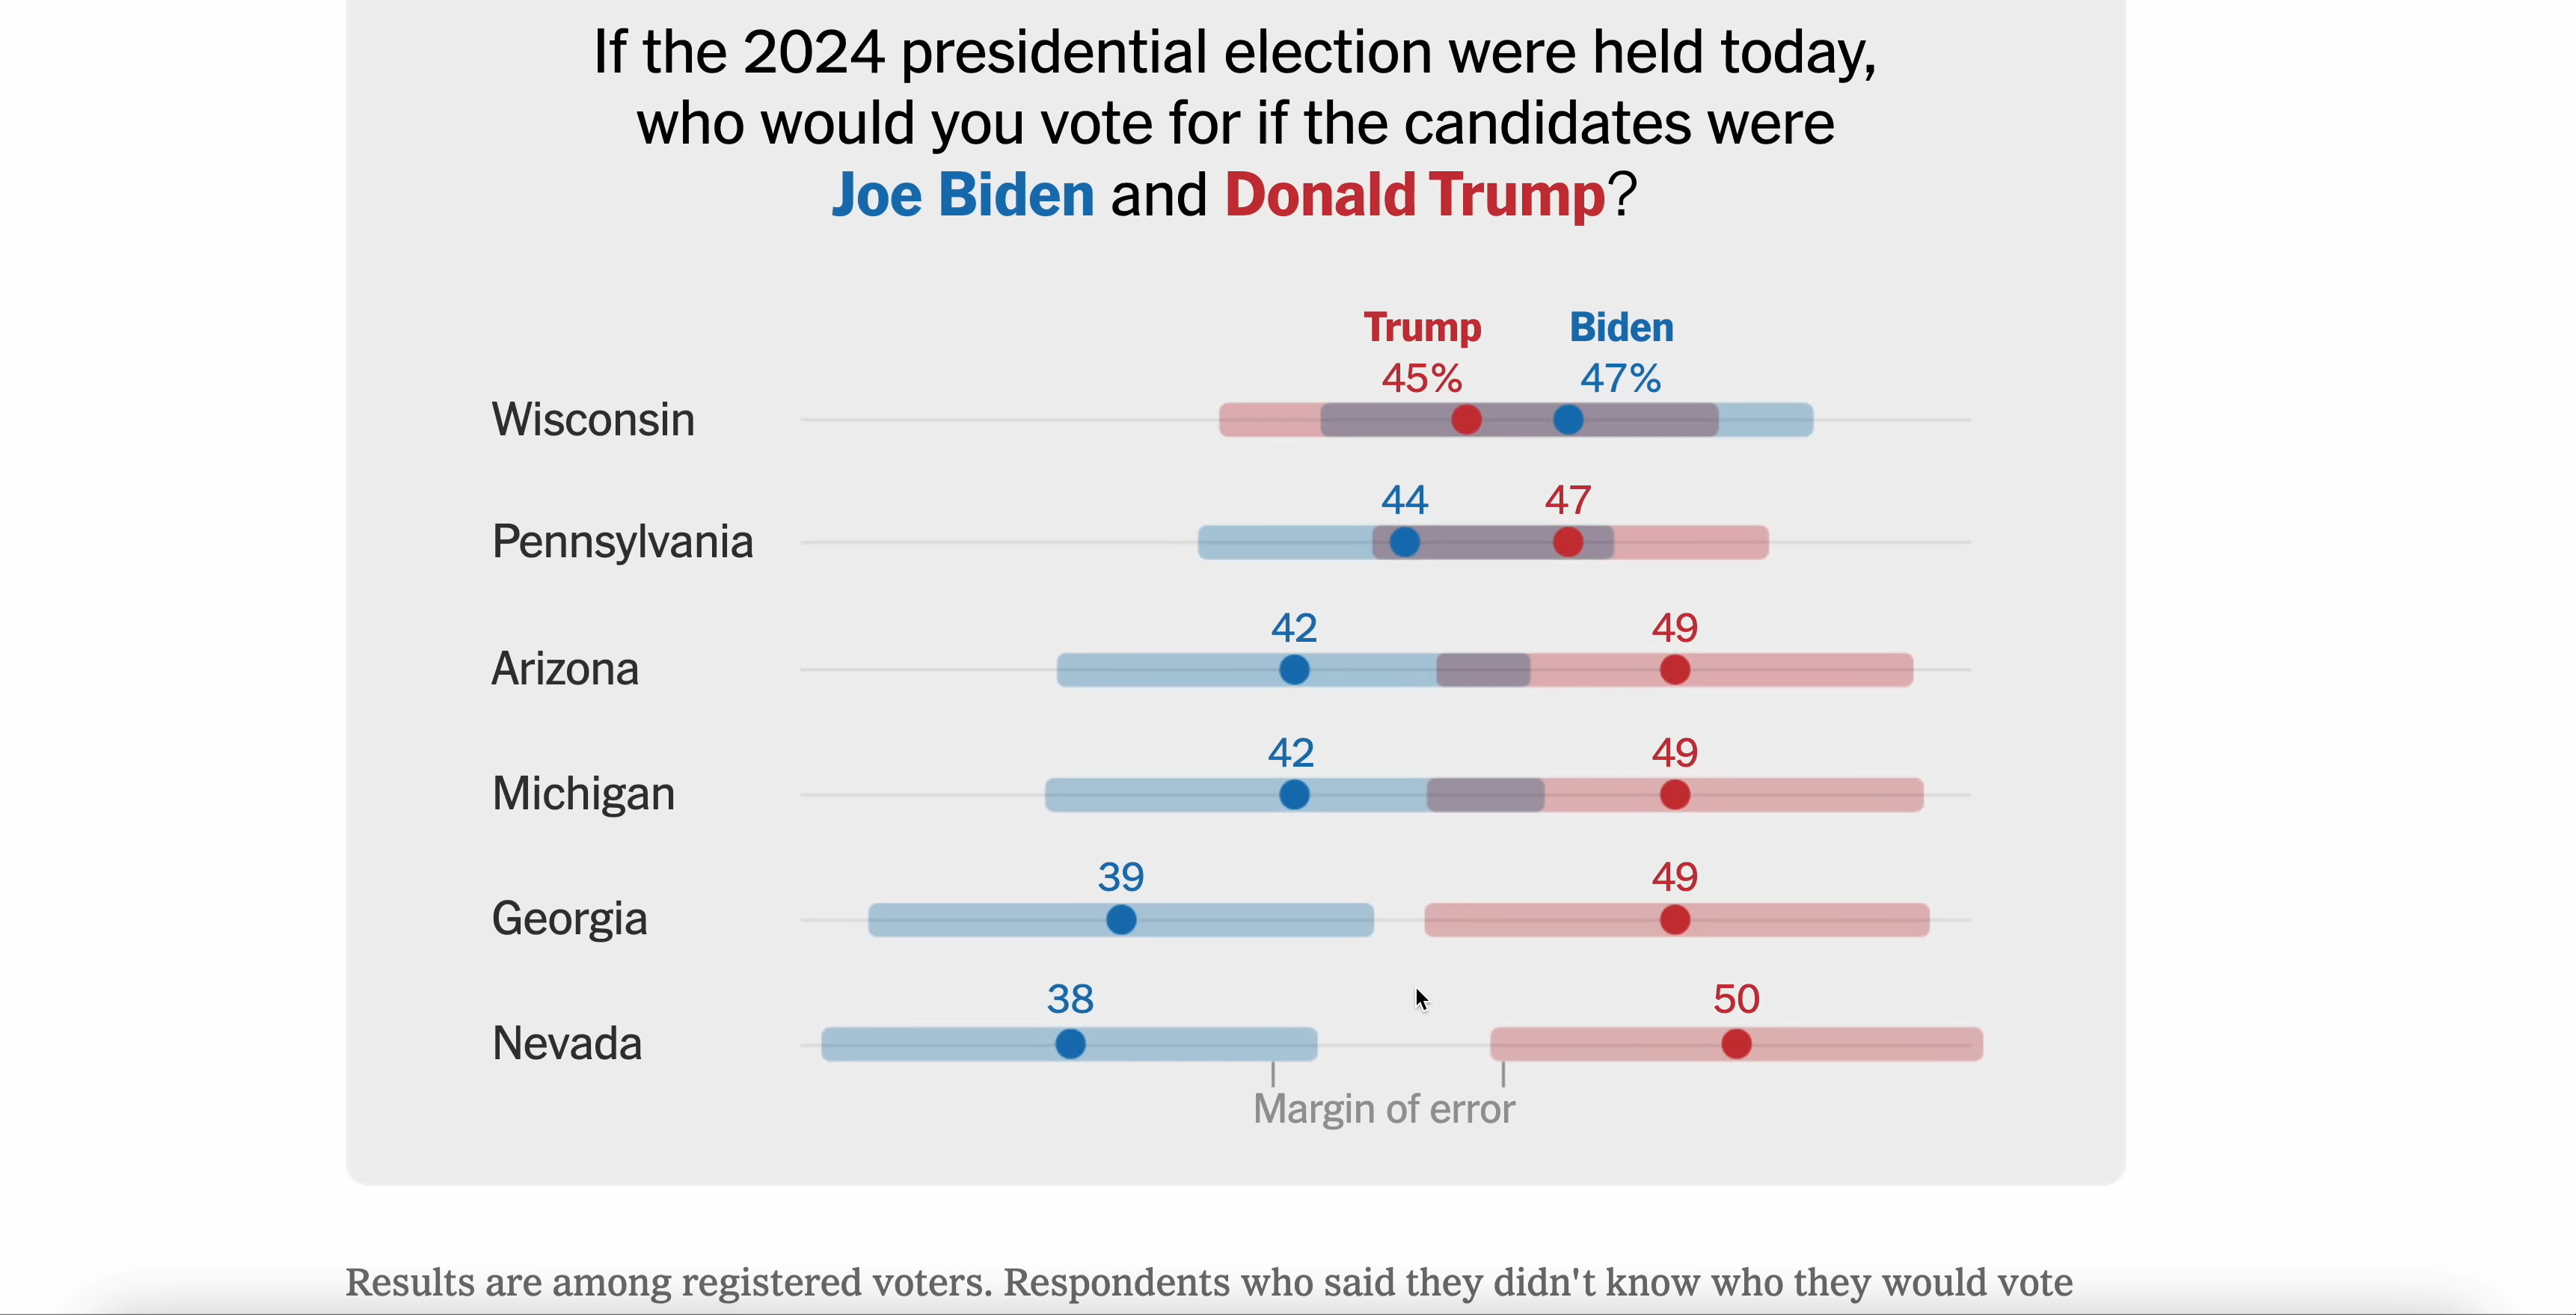 If the 2024 presidential election were held today,
who would you vote for if the candidates were
Joe Biden and Donald Trump?
Trump Biden
45% 47%
Wisconsin
44 47
Pennsylvania
42 49
Arizona
42 49
Michigan
39 49
Georgia
38 50
Nevada
Margin of error
Results are among registered voters. Respondents who said they didn't know who they would vote